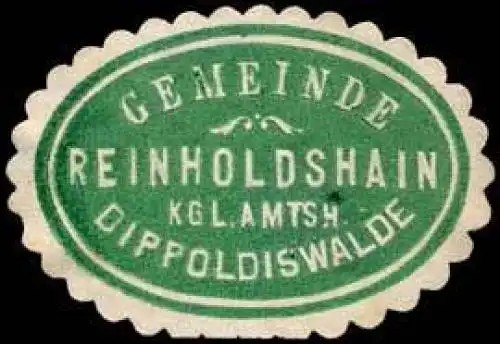 GEMEINDE
REINHOLDSHAIN
KGL. AMTSH.
DIPPOLDISWALDE